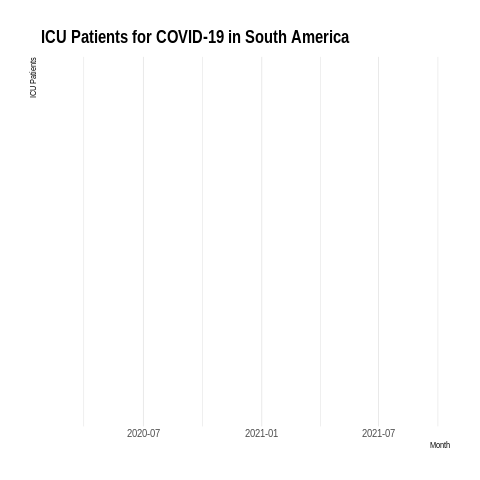 ICU Patients for COVID-19 in South America
ICU Patients
2020-07
2021-01
2021-07
Month